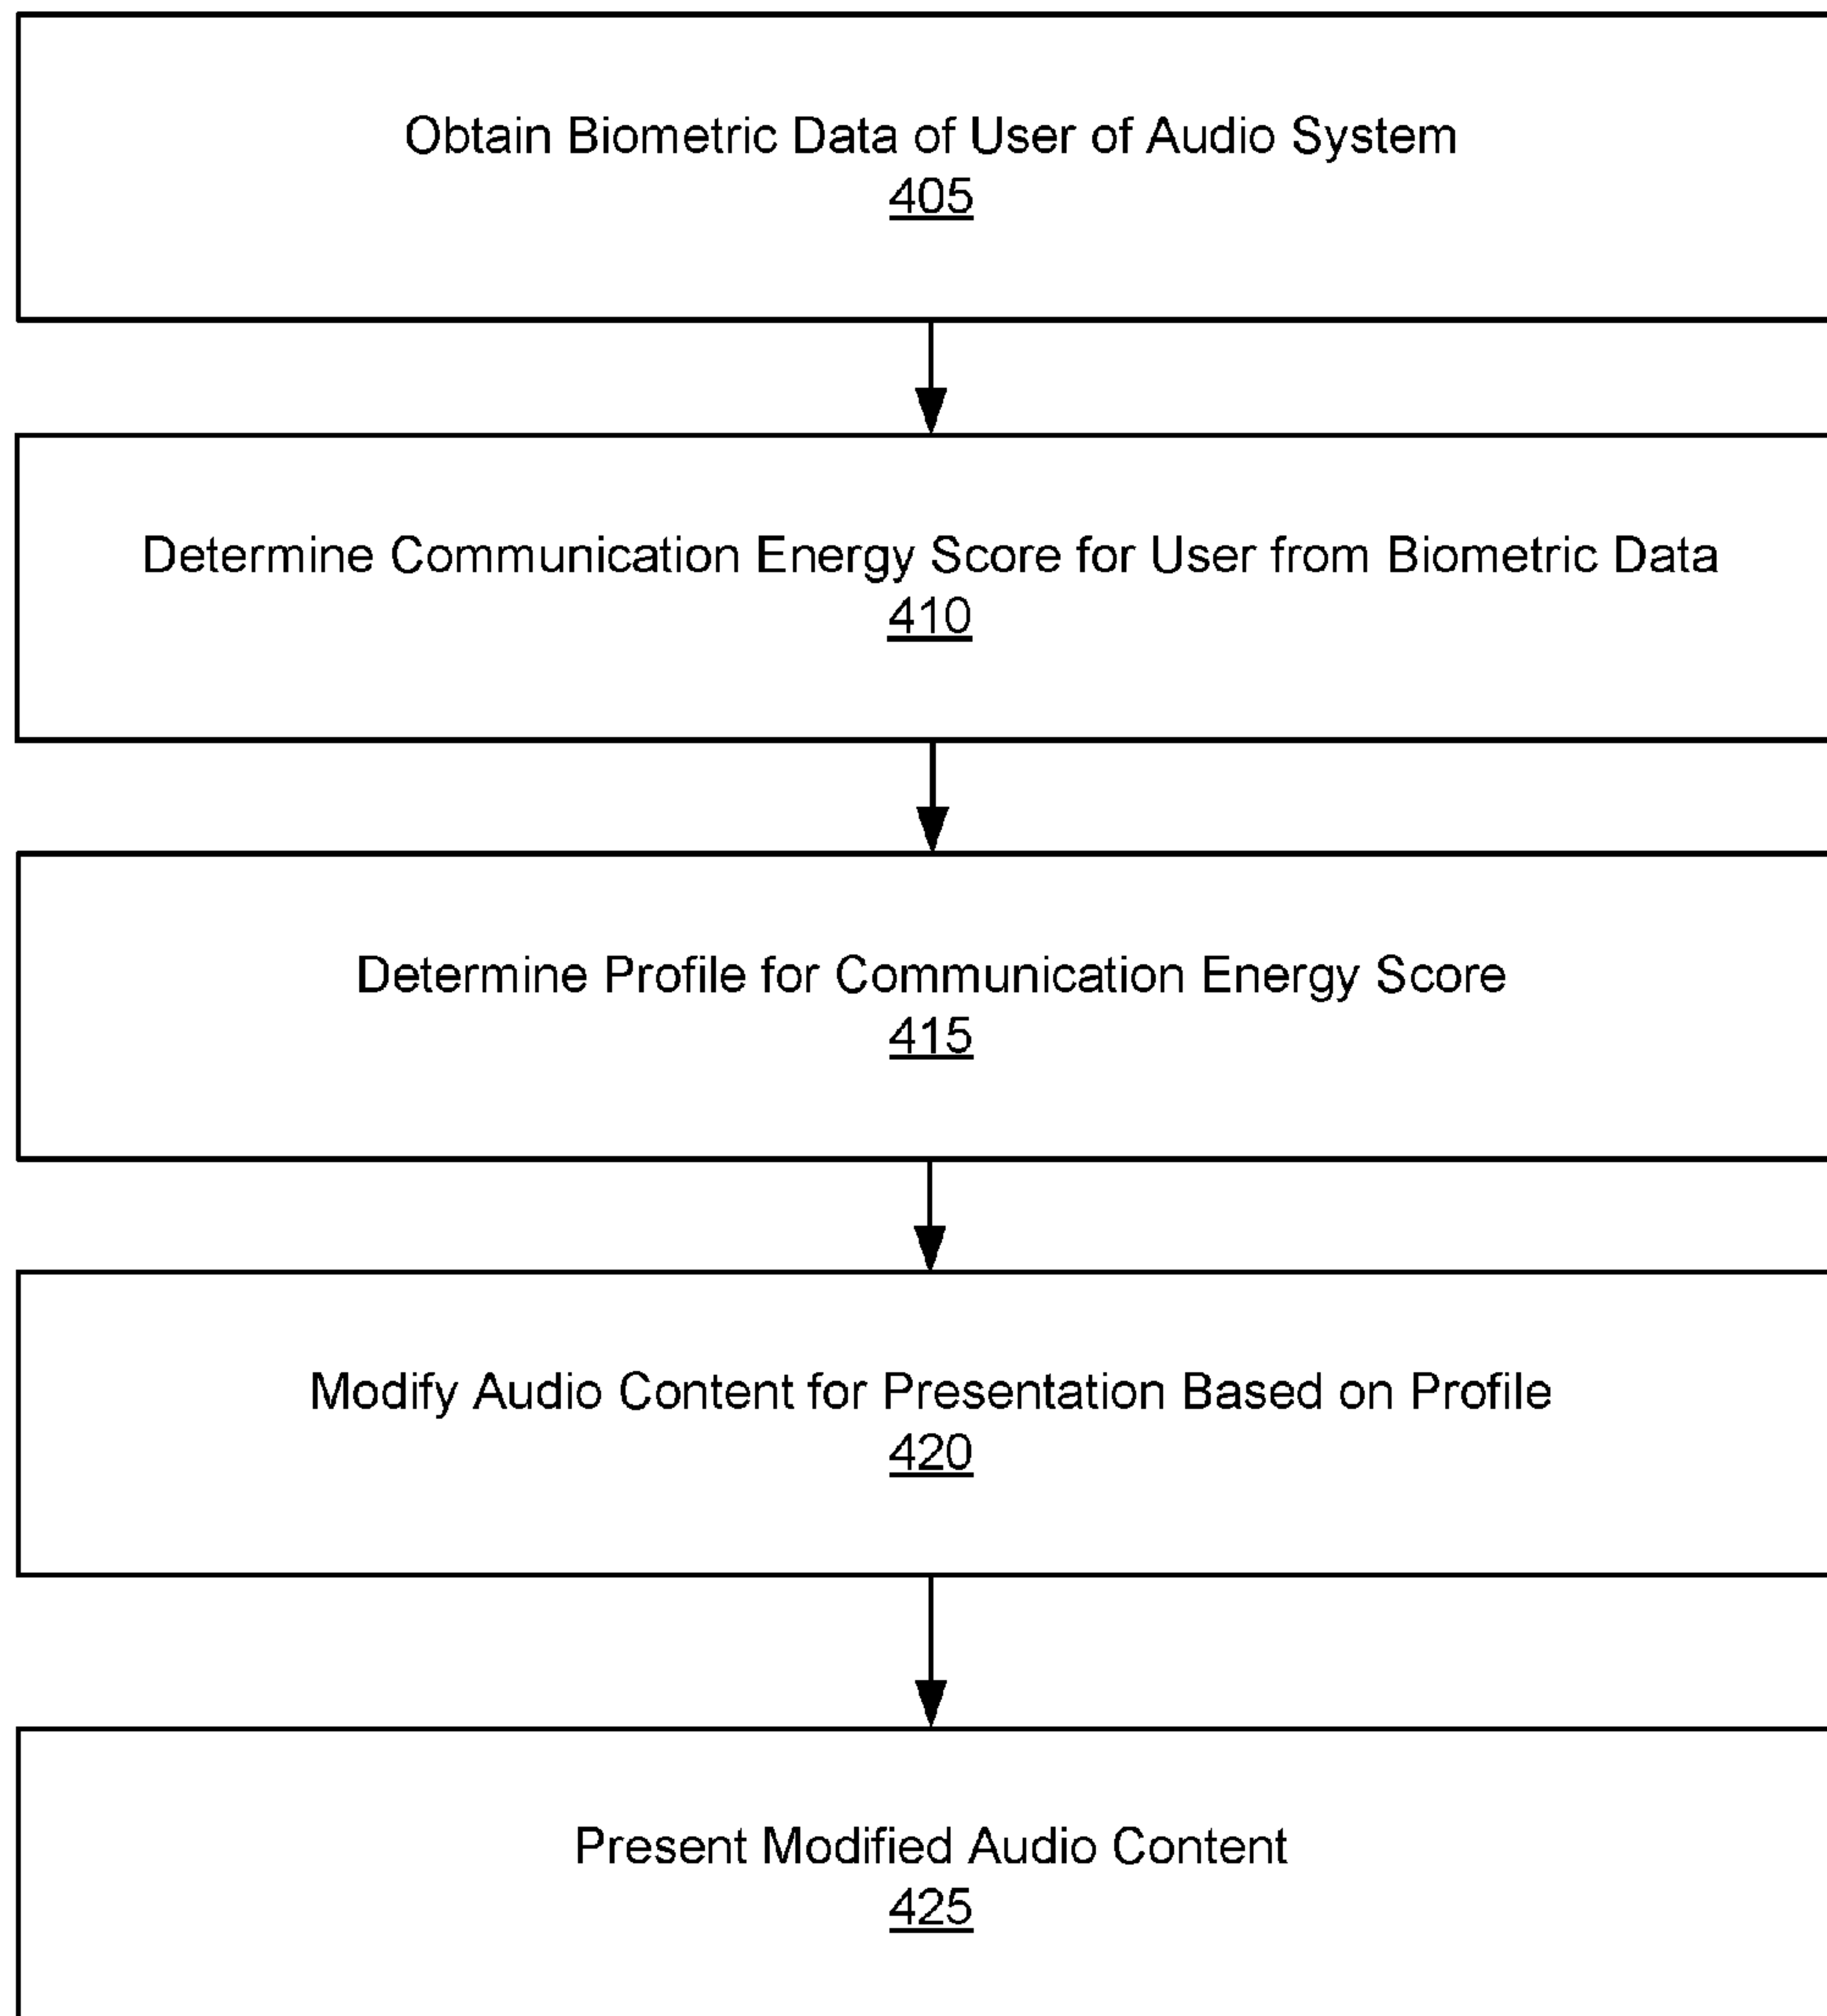 Obtain Biometric Data of User of Audio System
405
Determine Communication Energy Score for User from Biometric Data
410
Determine Profile for Communication Energy Score
415
Modify Audio Content for Presentation Based on Profile
420
Present Modified Audio Content
425